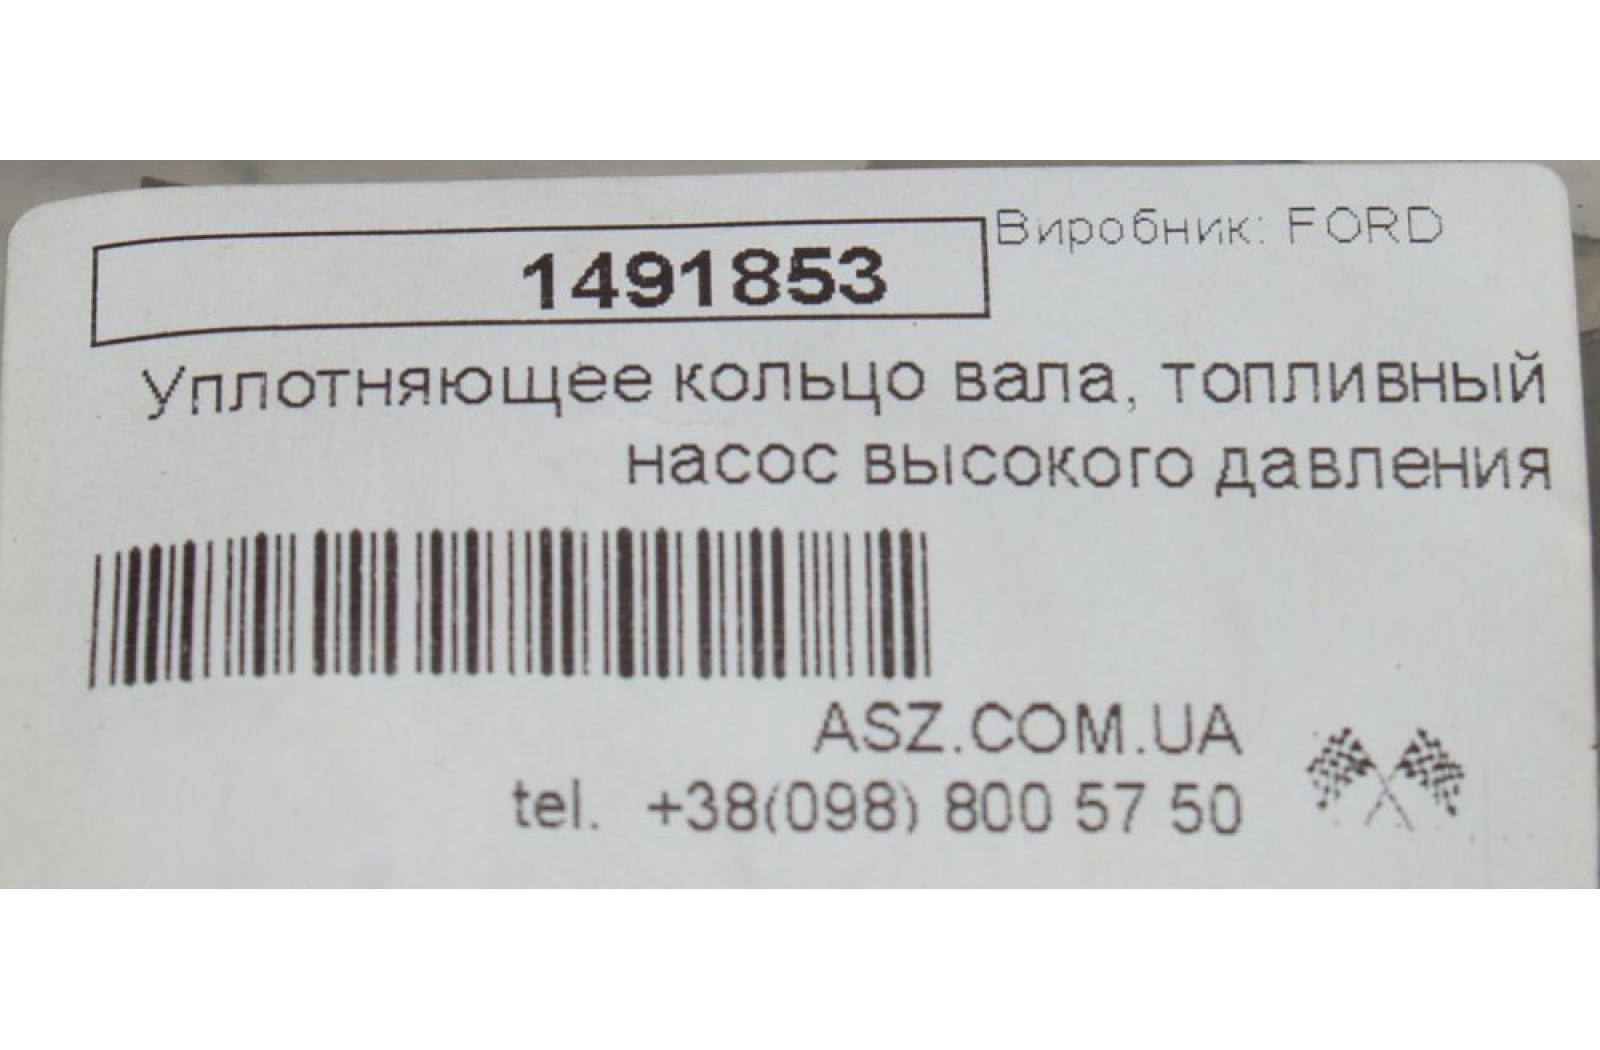 1491853
Виробник: FORD
Уплотняющее кольцо вала, топливный
насос высокого давления
ASZ.COM.UA
tel. +38(098) 800 57 50